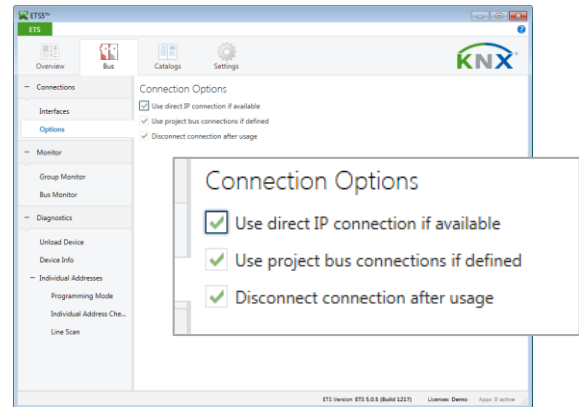 ETS5™
ETS
Overview
Bus
Catalogs
Settings
KNX
Connections
Interfaces
Options
Monitor
Group Monitor
Bus Monitor
Diagnostics
Unload Device
Device Info
Individual Addresses
Programming Mode
Individual Address Che...
Line Scan
Connection Options
Use direct IP connection if available
Use project bus connections if defined
Disconnect connection after usage
Connection Options
Use direct IP connection if available
Use project bus connections if defined
Disconnect connection after usage
ETS Version ETS 5.0.5 (Build 1217) Licenses Demo Apps 0 active